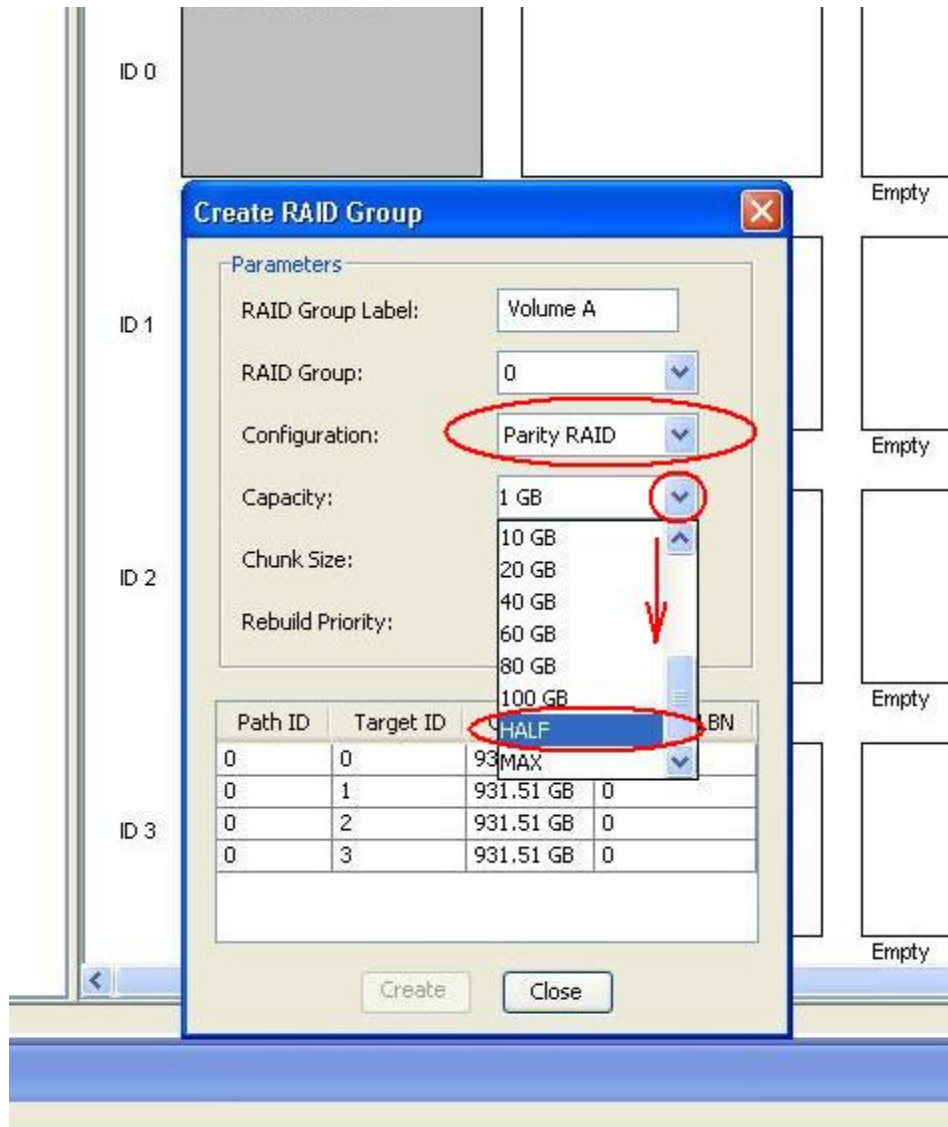 ID 0
Empty
Create RAID Group
Parameters
RAID Group Label: Volume A
ID 1
RAID Group: 0
Configuration: Parity RAID
Empty
Capacity: 1 GB
10 GB
Chunk Size:
20 GB
ID 2
40 GB
Rebuild Priority:
60 GB
80 GB
100 GB
Empty
Path ID Target ID
HALF
MAX
0 0
0 1 931.51 GB 0
0 2 931.51 GB 0
ID 3
0 3 931.51 GB 0
Empty
Create Close